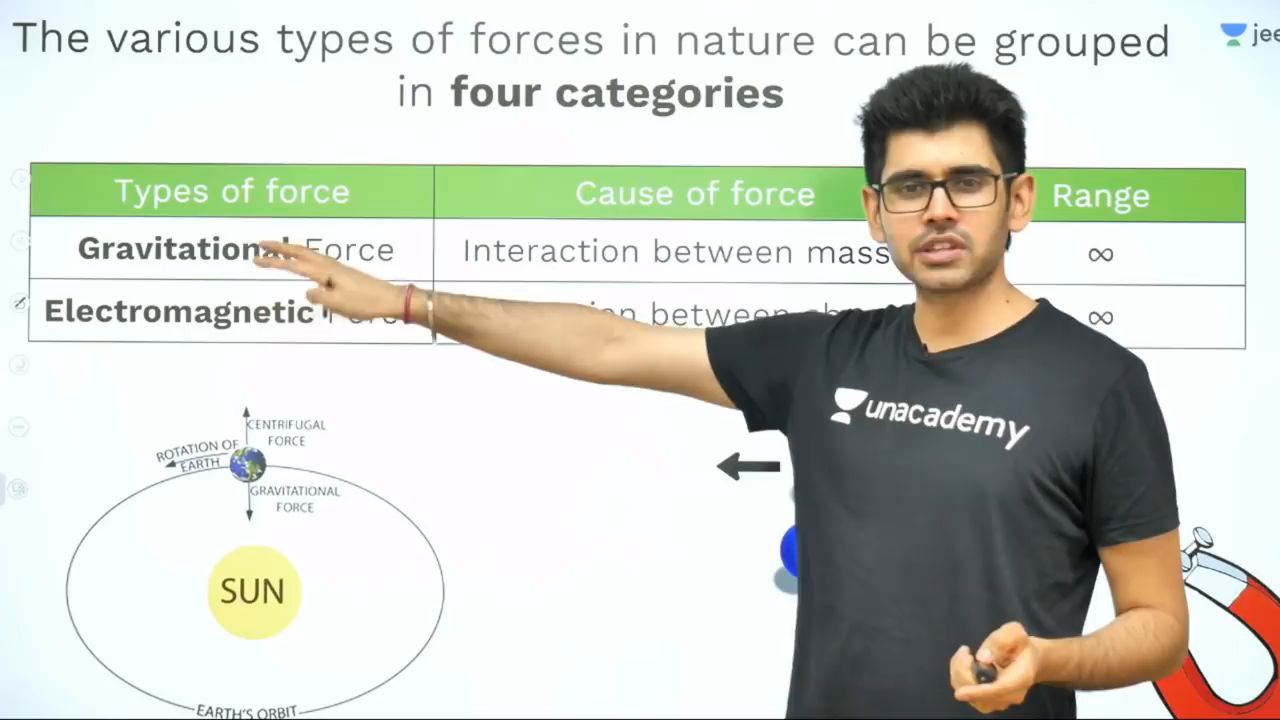 The various types of forces in nature can be grouped
in four categories
jee
Types of force
Cause of force
Range
Gravitational Force
Interaction between mass
∞
Electromagnetic
between
∞
CENTRIFUGAL
FORCE
ROTATION OF
EARTH
GRAVITATIONAL
FORCE
SUN
EARTH'S ORBIT
unacademy